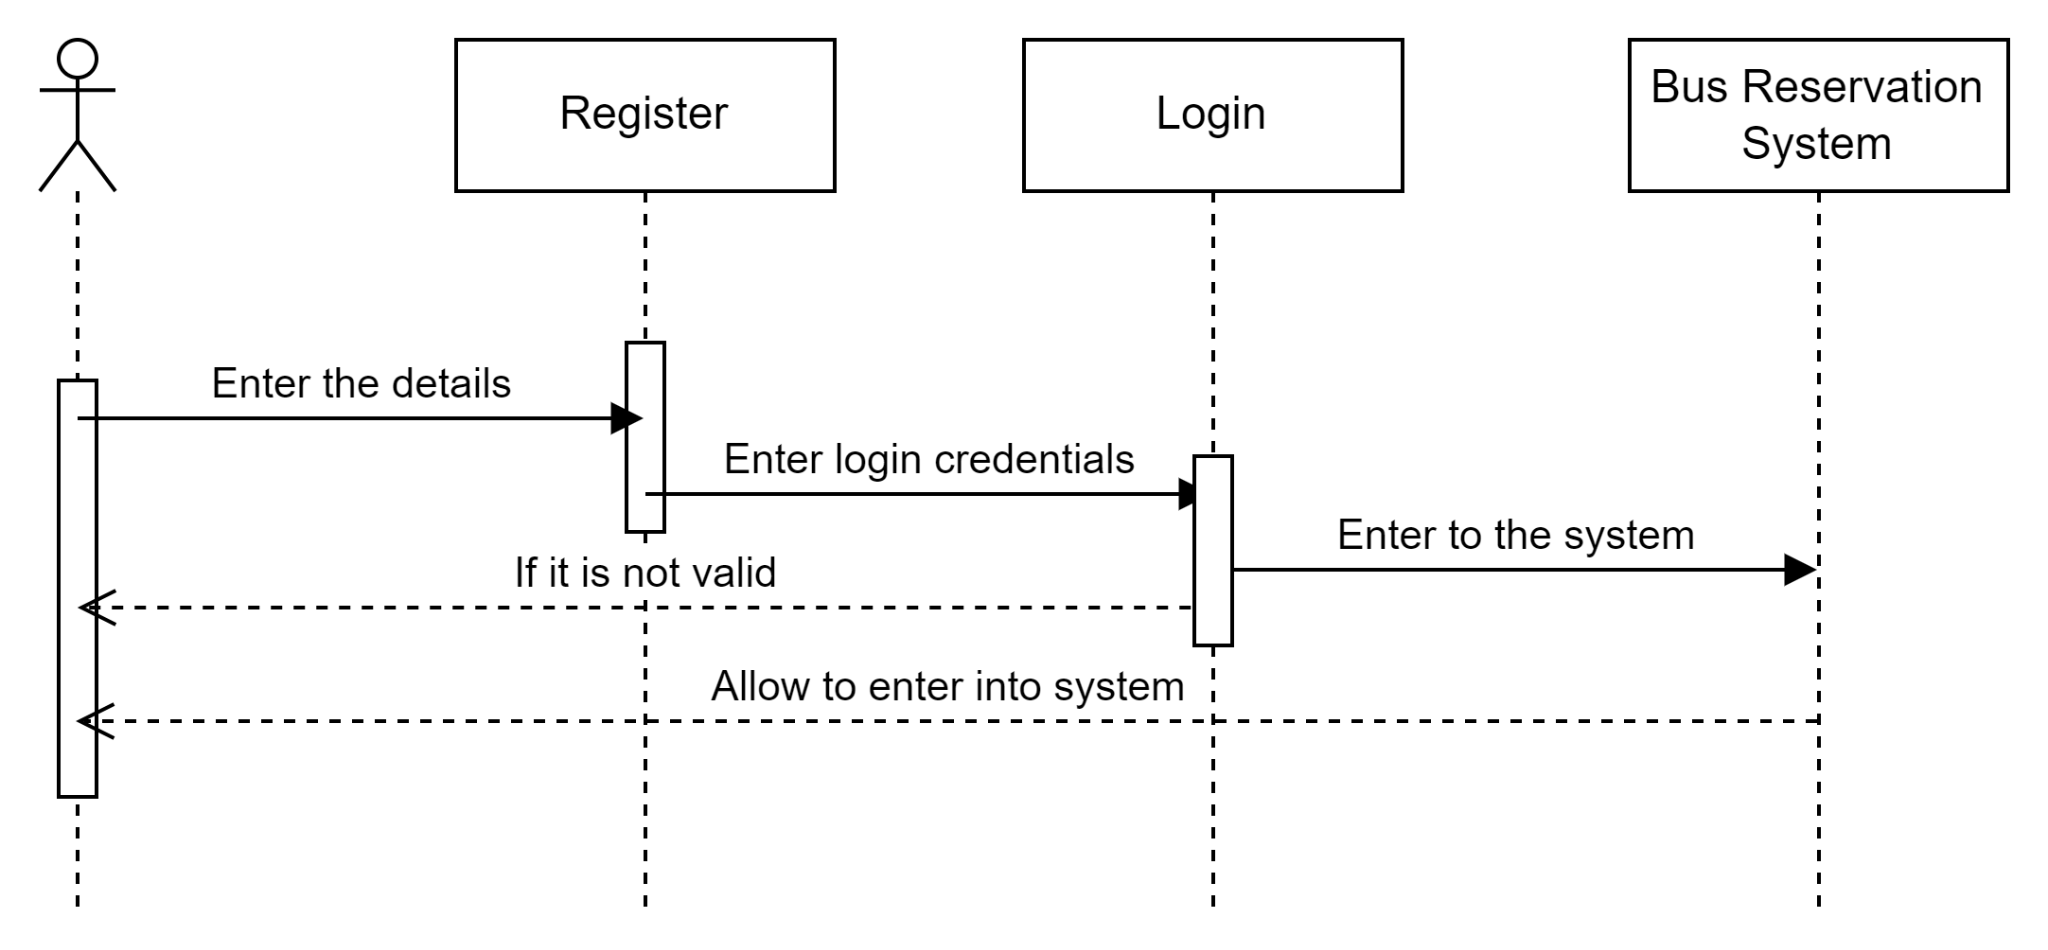 Register
Login
Bus Reservation
System
Enter the details
Enter login credentials
Enter to the system
If it is not valid
Allow to enter into system